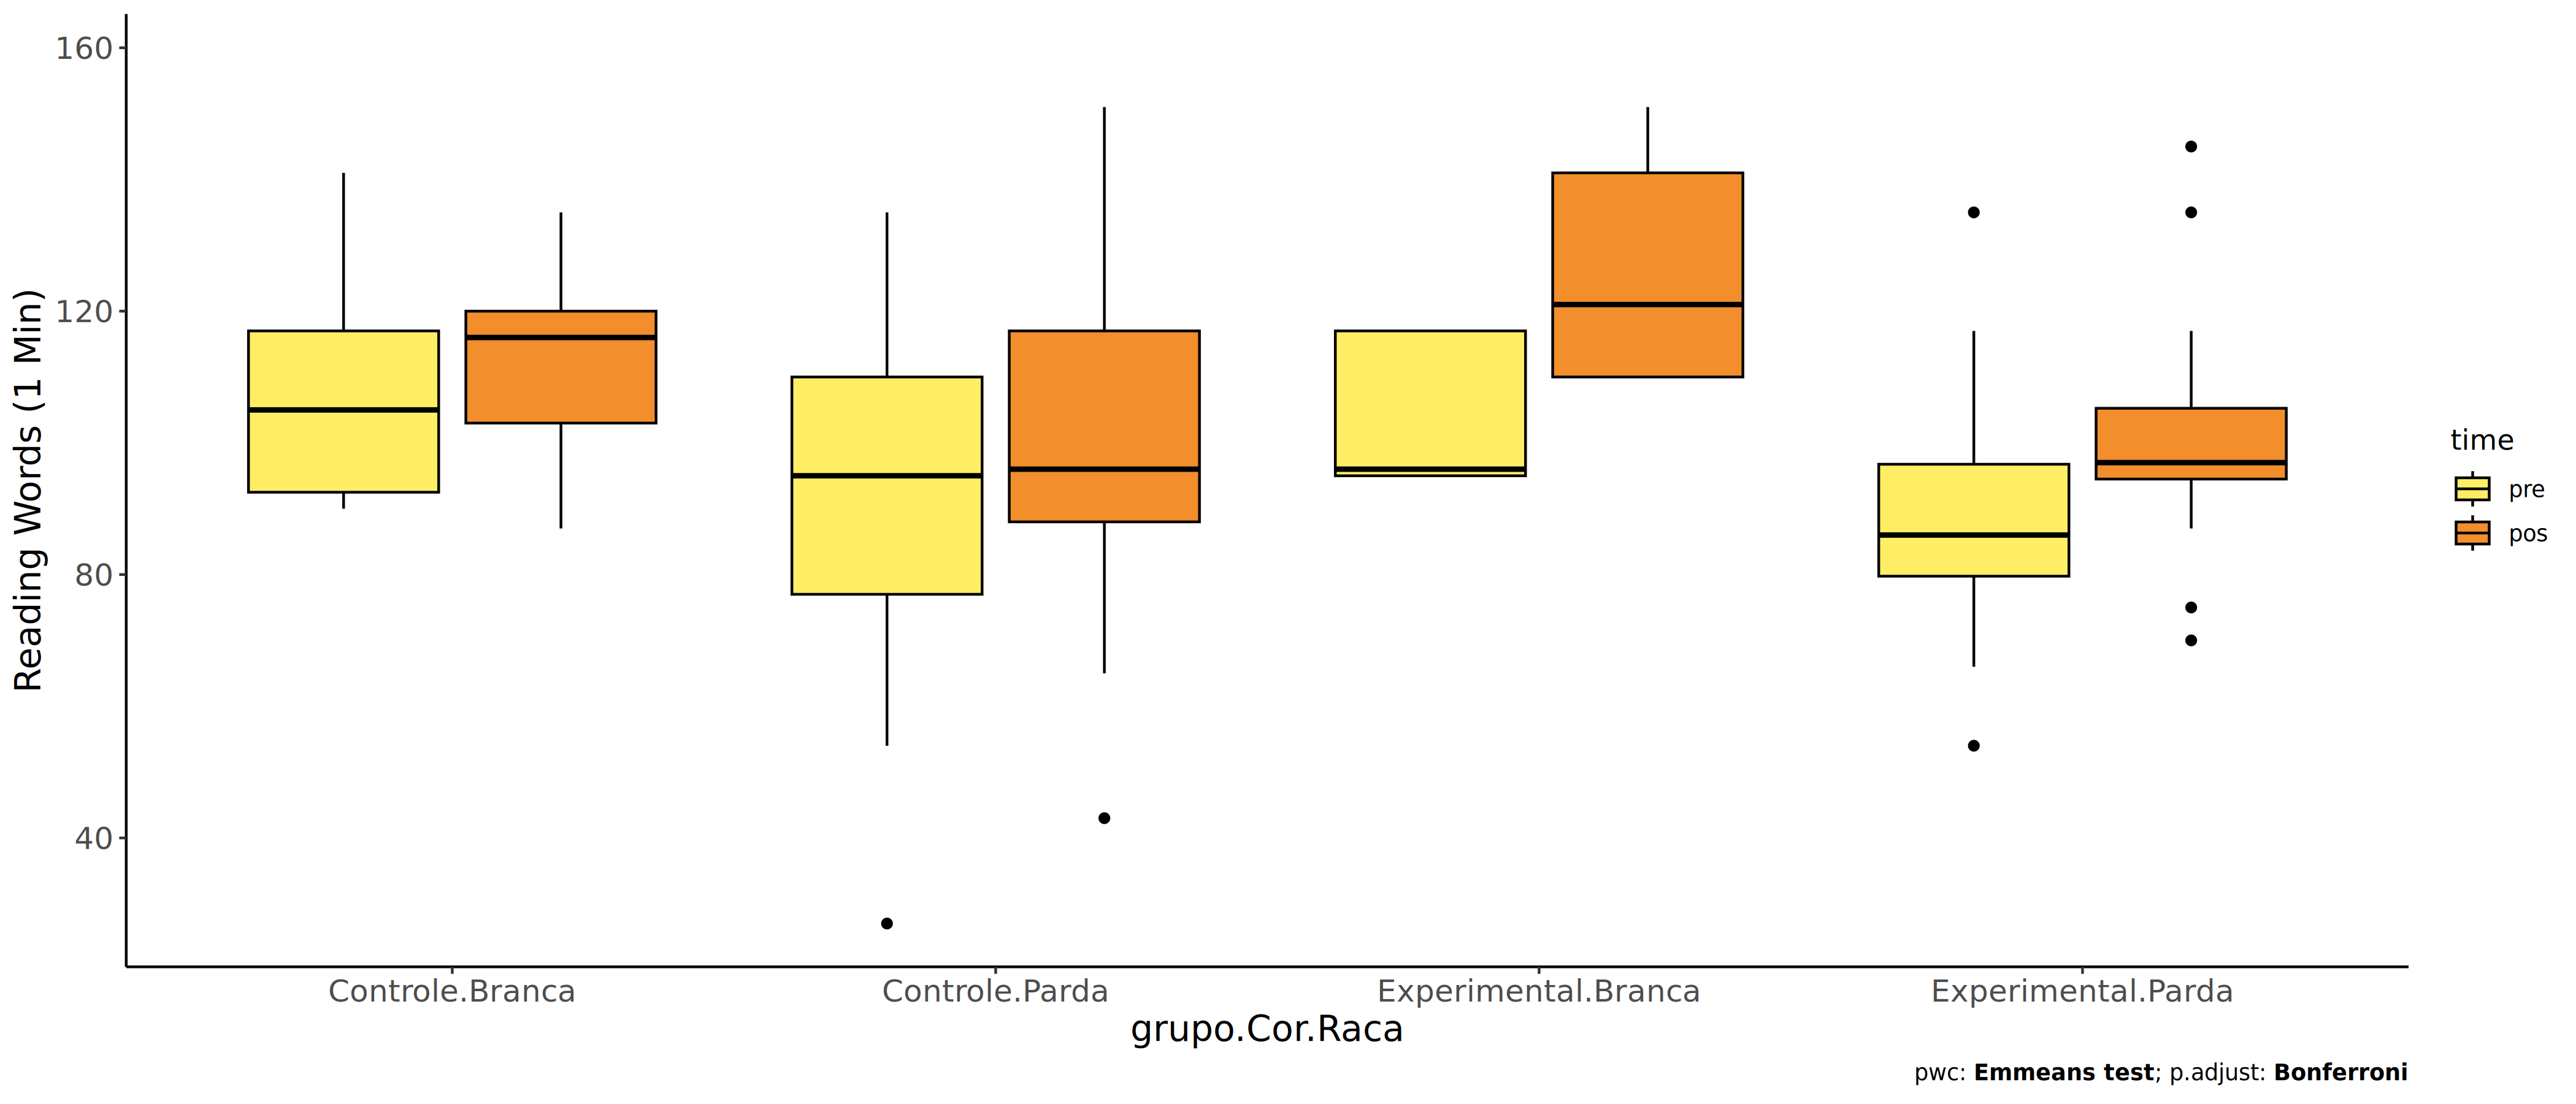 Reading Words (1 Min)
160
120
80
40
Controle.Branca
Controle.Parda
Experimental.Branca
Experimental.Parda
grupo.Cor.Raca
time
pre
pos
pwc: Emmeans test; p.adjust: Bonferroni